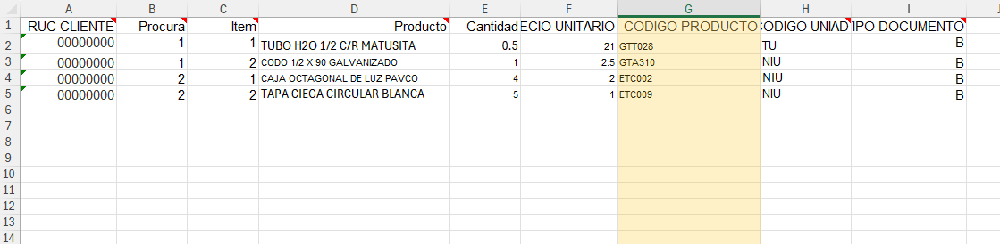 A B C D E F G H I
1 RUC CLIENTE Procura Item Producto Cantidad ECIO UNITARIO CODIGO PRODUCTO CODIGO UNIAD IPO DOCUMENTO
2 00000000 1 1 TUBO H2O 1/2 C/R MATUSITA 0.5 21 GTT028 TU B
3 00000000 1 2 CODO 1/2 X 90 GALVANIZADO 1 2.5 GTA310 NIU B
4 00000000 2 1 CAJA OCTAGONAL DE LUZ PAVCO 4 2 ETC002 NIU B
5 00000000 2 2 TAPA CIEGA CIRCULAR BLANCA 5 1 ETC009 NIU B
6
7
8
9
10
11
12
13
14